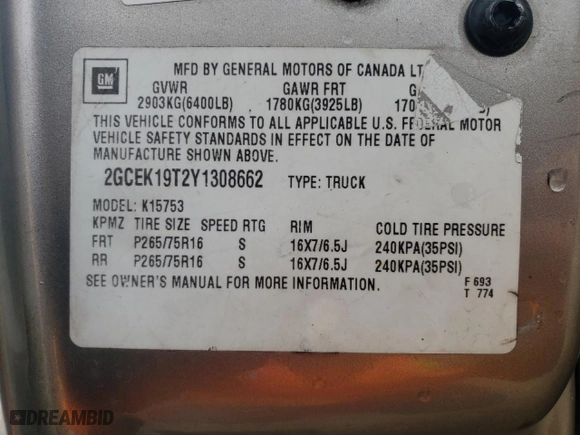 MFD BY GENERAL MOTORS OF CANADA LT
GM
GVWR GAWR FRT G
2903KG(6400LB) 1780KG(3925LB) 170
THIS VEHICLE CONFORMS TO ALL APPLICABLE U.S. FEDERAL MOTOR
VEHICLE SAFETY STANDARDS IN EFFECT ON THE DATE OF
MANUFACTURE SHOWN ABOVE.
2GCEK19T2Y1308662 TYPE: TRUCK
MODEL: K15753
KPMZ TIRE SIZE SPEED RTG RIM COLD TIRE PRESSURE
FRT P265/75R16 S 16X7/6.5J 240KPA(35PSI)
RR P265/75R16 S 16X7/6.5J 240KPA(35PSI)
SEE OWNER'S MANUAL FOR MORE INFORMATION.
F 693
T 774
DREAMBID